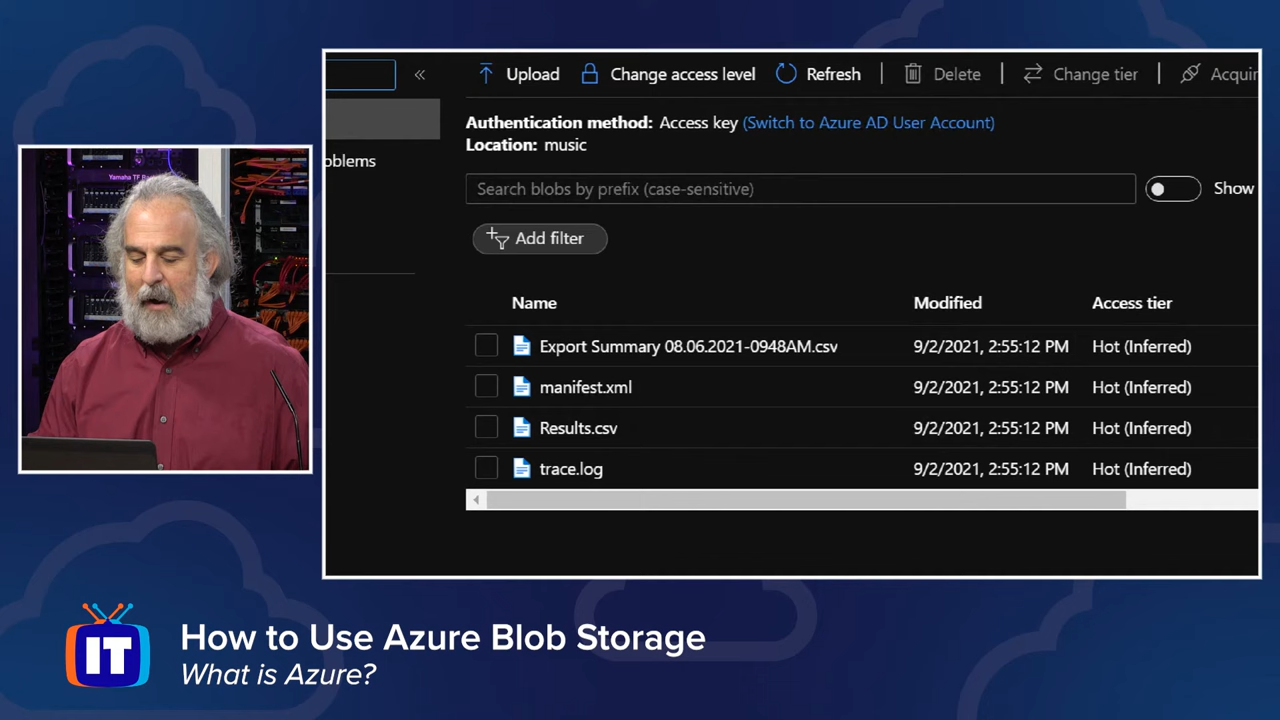 Upload Change access level Refresh Delete Change tier Acquir
Authentication method: Access key (Switch to Azure AD User Account)
Location: music
oblems
Search blobs by prefix (case-sensitive)
Show
Add filter
Name Modified Access tier
Export Summary 08.06.2021-0948AM.csv 9/2/2021, 2:55:12 PM Hot (Inferred)
manifest.xml 9/2/2021, 2:55:12 PM Hot (Inferred)
Results.csv 9/2/2021, 2:55:12 PM Hot (Inferred)
trace.log 9/2/2021, 2:55:12 PM Hot (Inferred)
Yamaha TF Ra
IT
How to Use Azure Blob Storage
What is Azure?